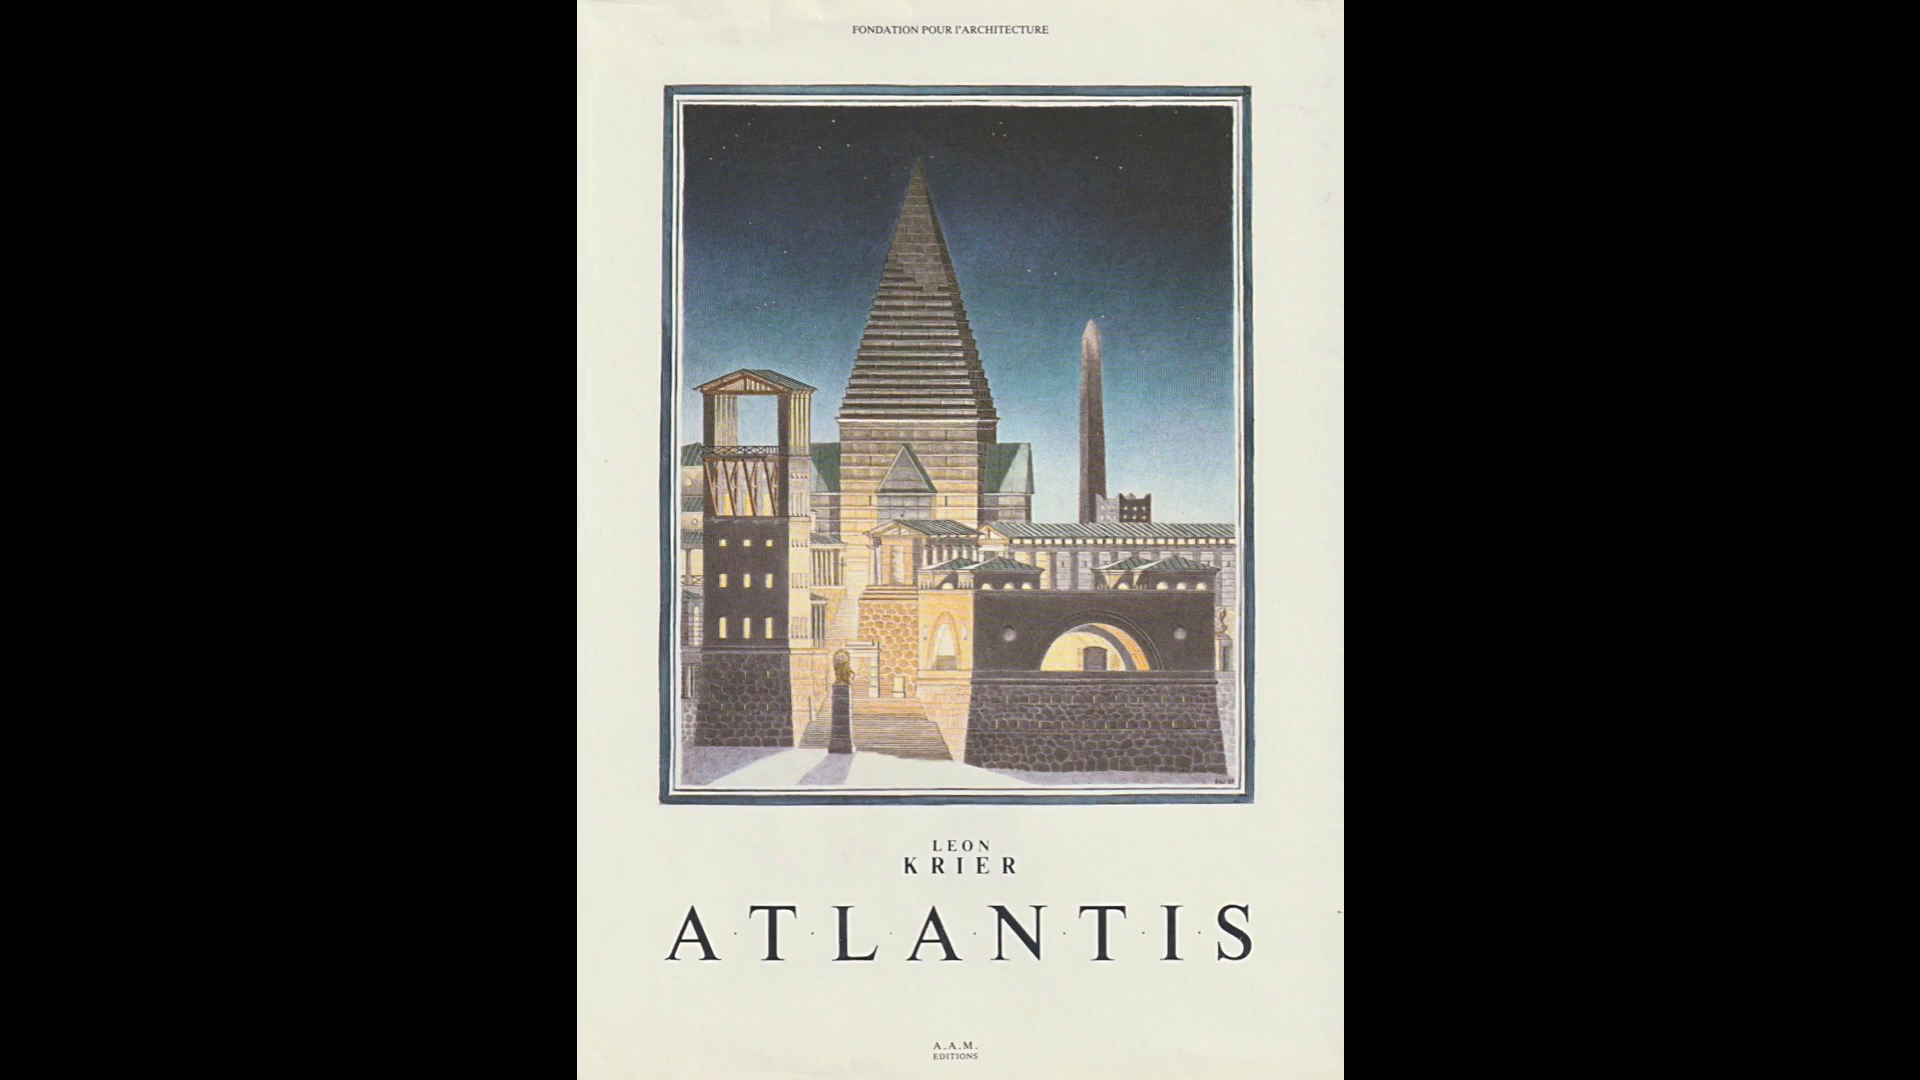 FONDATION POUR l'ARCHITECTURE
LEON
KRIER
A·T·L·A·N·T·I·S
A.A.M.
EDITIONS